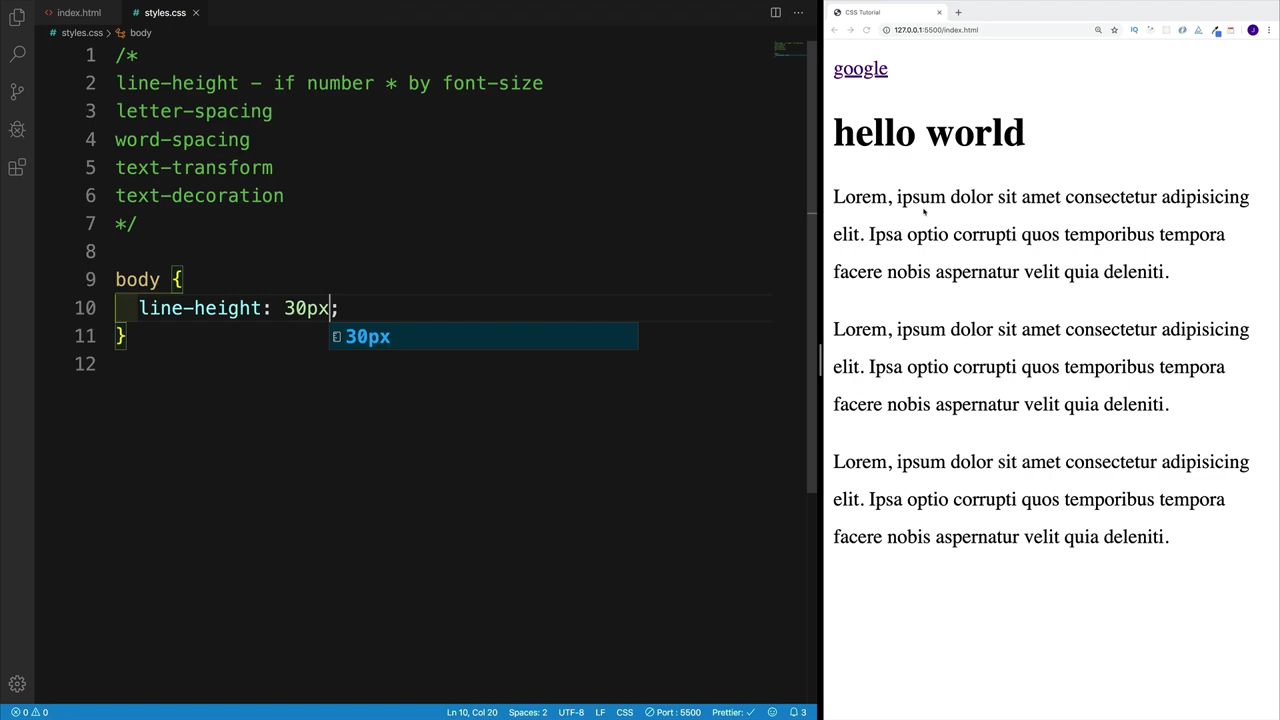 index.html
# styles.css
styles.css > body
1 /*
2 line-height - if number * by font-size
3 letter-spacing
4 word-spacing
5 text-transform
6 text-decoration
7 */
8
9 body {
10 line-height: 30px;
11 }
30px
12
0 0
Ln 10, Col 20
Spaces: 2
UTF-8
LF
CSS
Port : 5500
Prettier: ✓
3
CSS Tutorial
127.0.0.1:5500/index.html
J
google
hello world
Lorem, ipsum dolor sit amet consectetur adipisicing
elit. Ipsa optio corrupti quos temporibus tempora
facere nobis aspernatur velit quia deleniti.
Lorem, ipsum dolor sit amet consectetur adipisicing
elit. Ipsa optio corrupti quos temporibus tempora
facere nobis aspernatur velit quia deleniti.
Lorem, ipsum dolor sit amet consectetur adipisicing
elit. Ipsa optio corrupti quos temporibus tempora
facere nobis aspernatur velit quia deleniti.